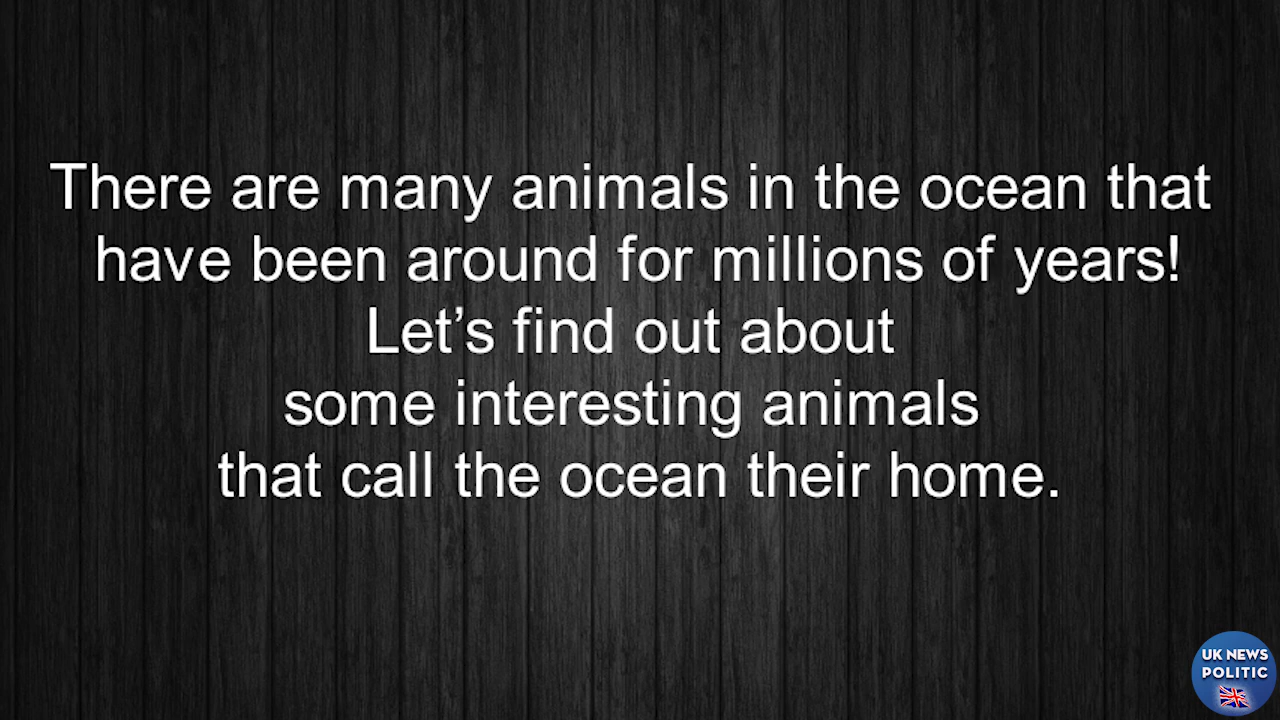 There are many animals in the ocean that
have been around for millions of years!
Let’s find out about
some interesting animals
that call the ocean their home.
UK NEWS
POLITIC